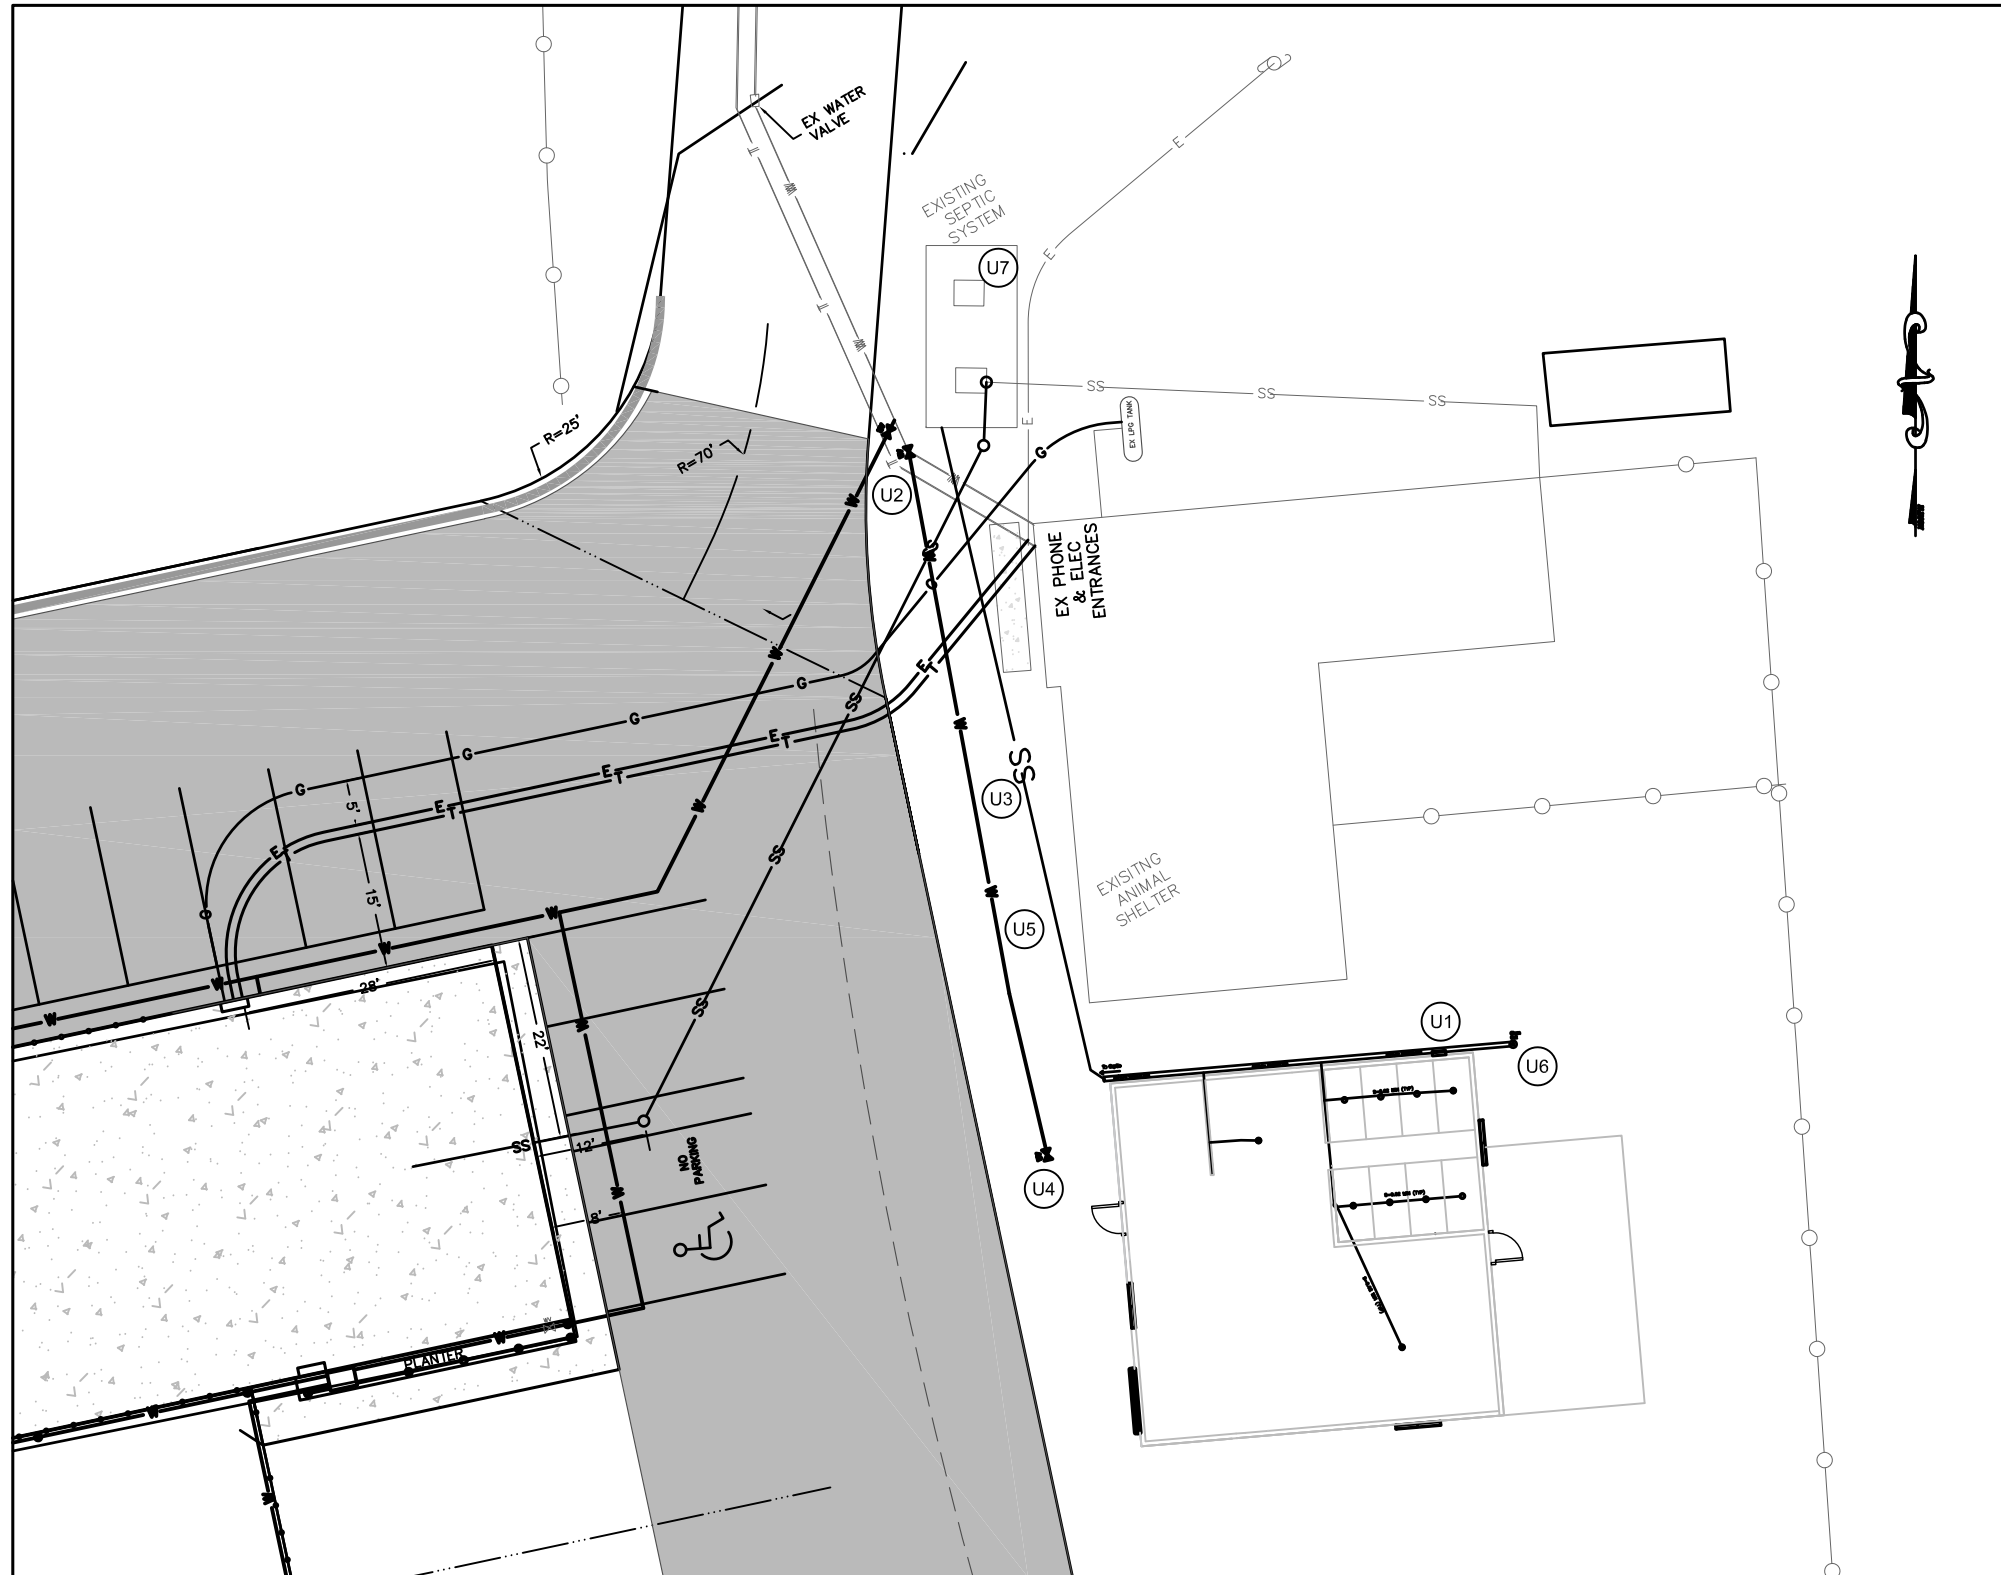 EX WATER
VALVE
EXISTING
SEPTIC
SYSTEM
U7
E
E
E
W
W
W
T
T
T
R=25'
R=70'
U2
SS
SS
SS
EX LPG TANK
G
G
G
G
G
G
G
EX PHONE
& ELEC
ENTRANCES
E
T
E
T
E
T
E
T
E
T
W
W
W
W
W
W
W
W
SS
SS
SS
SS
SS
SS
U3
U5
EXISITNG
ANIMAL
SHELTER
5'
15'
28'
22'
12'
8'
W
W
W
W
W
W
W
W
W
NO
PARKING
PLANTER
U1
U6
U4